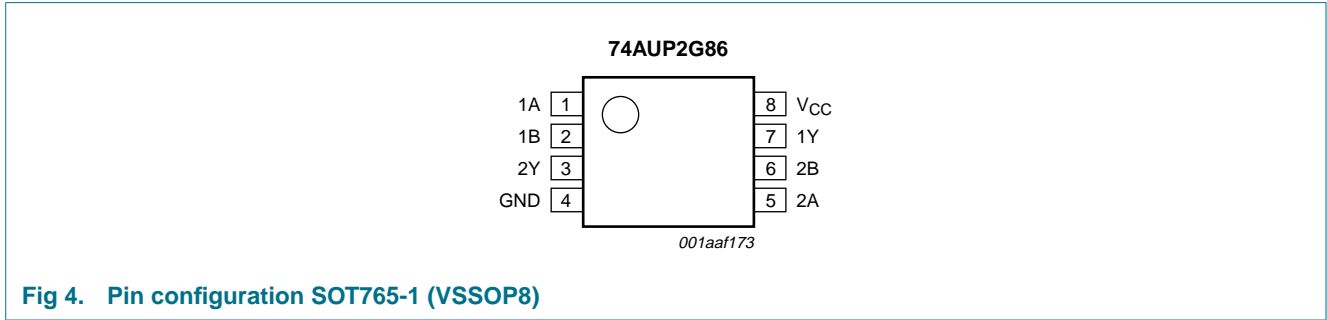 74AUP2G86
1A 1 8 VCC
1B 2 7 1Y
2Y 3 6 2B
GND 4 5 2A
001aaf173
Fig 4. Pin configuration SOT765-1 (VSSOP8)